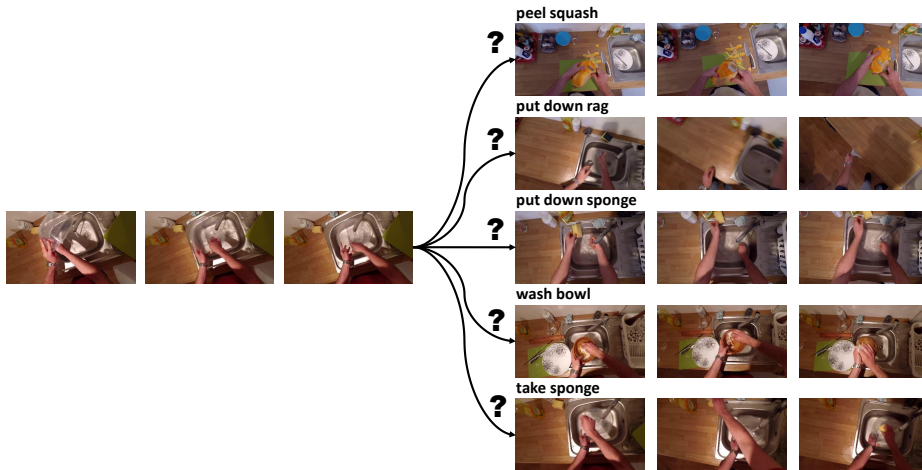 peel squash
?
put down rag
?
put down sponge
?
wash bowl
?
take sponge
?